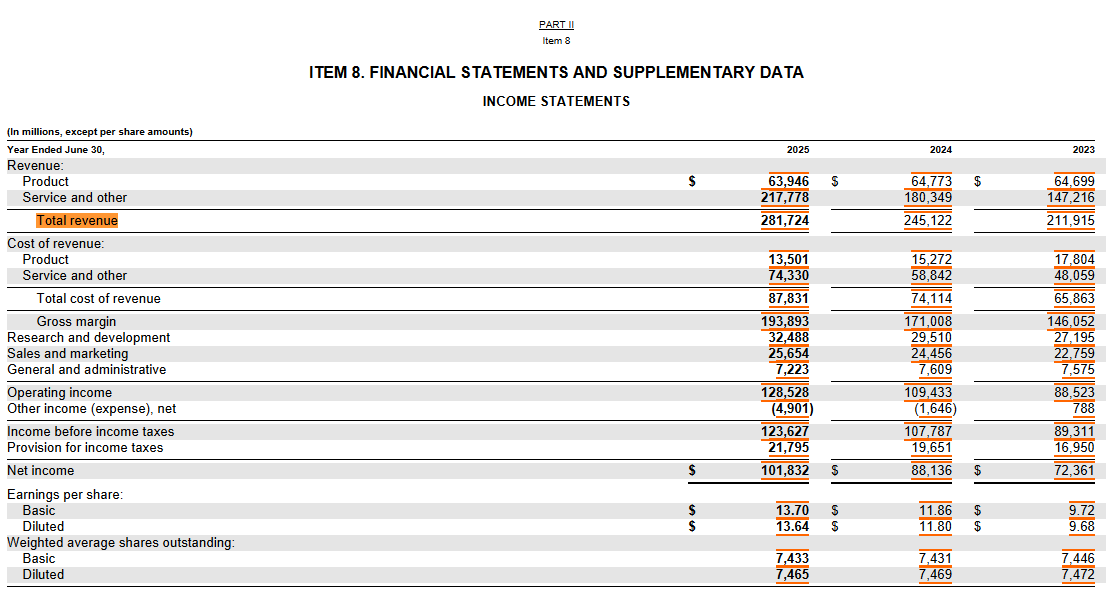 PART II
Item 8
ITEM 8. FINANCIAL STATEMENTS AND SUPPLEMENTARY DATA
INCOME STATEMENTS
(In millions, except per share amounts)
Year Ended June 30, 2025 2024 2023
Revenue:
Product $ 63,946 $ 64,773 $ 64,699
Service and other 217,778 180,349 147,216
Total revenue 281,724 245,122 211,915
Cost of revenue:
Product 13,501 15,272 17,804
Service and other 74,330 58,842 48,059
Total cost of revenue 87,831 74,114 65,863
Gross margin 193,893 171,008 146,052
Research and development 32,488 29,510 27,195
Sales and marketing 25,654 24,456 22,759
General and administrative 7,223 7,609 7,575
Operating income 128,528 109,433 88,523
Other income (expense), net (4,901) (1,646) 788
Income before income taxes 123,627 107,787 89,311
Provision for income taxes 21,795 19,651 16,950
Net income $ 101,832 $ 88,136 $ 72,361
Earnings per share:
Basic $ 13.70 $ 11.86 $ 9.72
Diluted $ 13.64 $ 11.80 $ 9.68
Weighted average shares outstanding:
Basic 7,433 7,431 7,446
Diluted 7,465 7,469 7,472